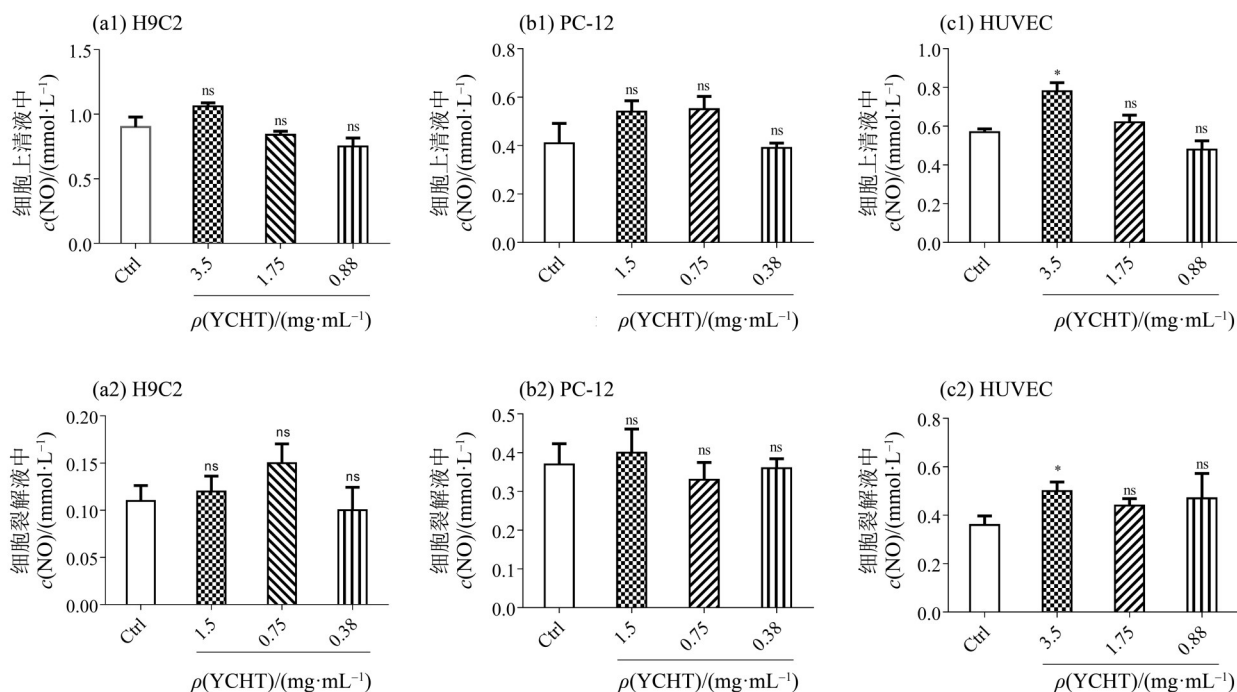 (a1) H9C2
细胞上清液中
c(NO)/(mmol·L⁻¹)
1.5
1.0
0.5
0.0
ns
ns
ns
Ctrl
3.5
1.75
0.88
ρ(YCHT)/(mg·mL⁻¹)
(b1) PC-12
细胞上清液中
c(NO)/(mmol·L⁻¹)
0.8
0.6
0.4
0.2
0.0
ns
ns
ns
Ctrl
1.5
0.75
0.38
ρ(YCHT)/(mg·mL⁻¹)
(c1) HUVEC
细胞上清液中
c(NO)/(mmol·L⁻¹)
1.0
0.8
0.6
0.4
0.2
0.0
*
ns
ns
Ctrl
3.5
1.75
0.88
ρ(YCHT)/(mg·mL⁻¹)
(a2) H9C2
细胞裂解液中
c(NO)/(mmol·L⁻¹)
0.20
0.15
0.10
0.05
0.00
ns
ns
ns
Ctrl
1.5
0.75
0.38
ρ(YCHT)/(mg·mL⁻¹)
(b2) PC-12
细胞裂解液中
c(NO)/(mmol·L⁻¹)
0.5
0.4
0.3
0.2
0.1
0.0
ns
ns
ns
Ctrl
1.5
0.75
0.38
ρ(YCHT)/(mg·mL⁻¹)
(c2) HUVEC
细胞裂解液中
c(NO)/(mmol·L⁻¹)
0.8
0.6
0.4
0.2
0.0
*
ns
ns
Ctrl
3.5
1.75
0.88
ρ(YCHT)/(mg·mL⁻¹)